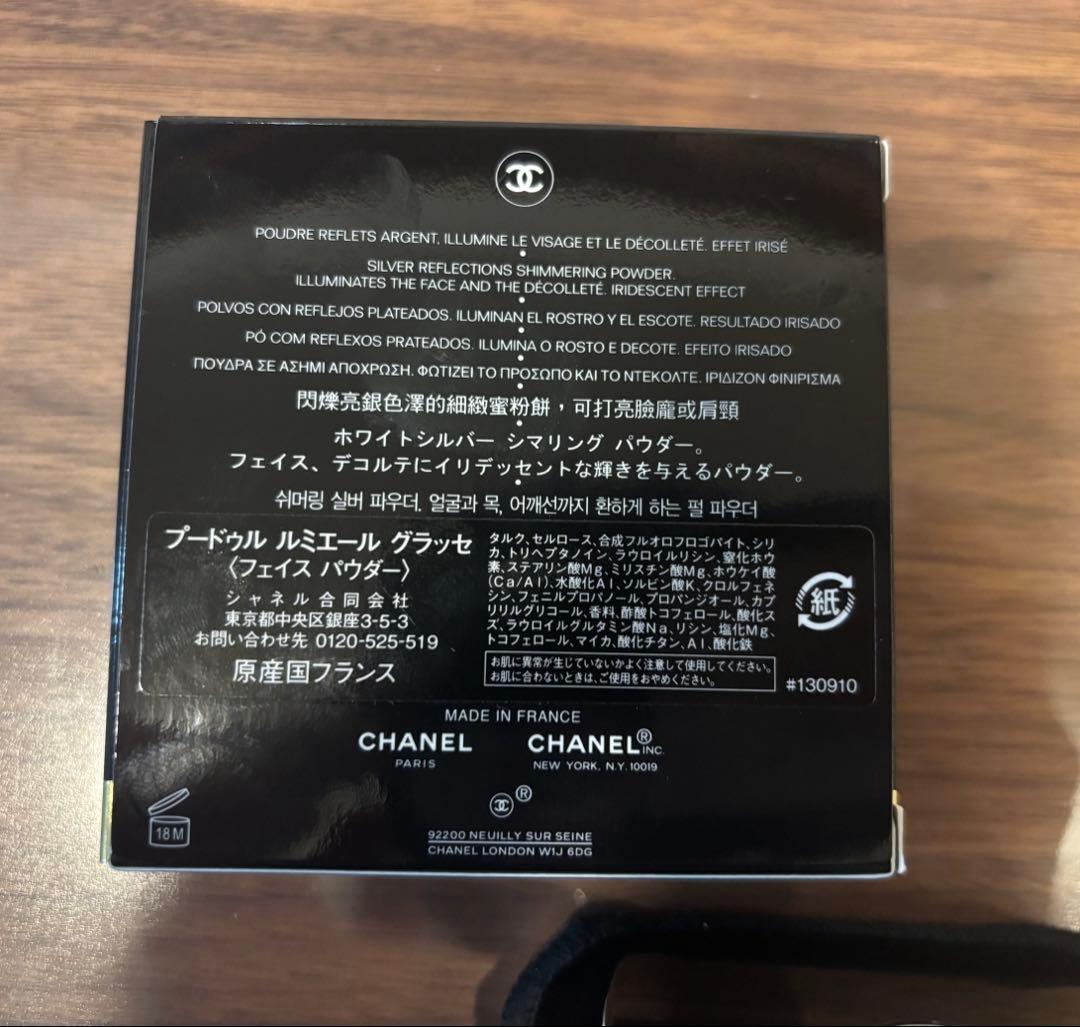 POUDRE REFLETS ARGENT. ILLUMINE LE VISAGE ET LE DÉCOLLETÉ. EFFET IRISÉ
SILVER REFLECTIONS SHIMMERING POWDER.
ILLUMINATES THE FACE AND THE DÉCOLLETÉ. IRIDESCENT EFFECT
POLVOS CON REFLEJOS PLATEADOS. ILUMINAN EL ROSTRO Y EL ESCOTE. RESULTADO IRISADO
PÓ COM REFLEXOS PRATEADOS. ILUMINA O ROSTO E DECOTE. EFEITO IRISADO
ΠΟΥΔΡΑ ΣΕ ΑΣΗΜΙ ΑΠΟΧΡΩΣΗ. ΦΩΤΙΖΕΙ ΤΟ ΠΡΟΣΩΠΟ ΚΑΙ ΤΟ ΝΤΕΚΟΛΤΕ. ΙΡΙΔΙΖΟΝ ΦΙΝΙΡΙΣΜΑ
閃爍亮銀色澤的細緻蜜粉餅，可打亮臉龐或肩頸
ホワイトシルバー シマリング パウダー。
フェイス、デコルテにイリデッセントな輝きを与えるパウダー。
쉬머링 실버 파우더. 얼굴과 목, 어깨선까지 환하게 하는 펄 파우더
プードゥル ルミエール グラッセ
〈フェイス パウダー〉
シャネル合同会社
東京都中央区銀座3-5-3
お問い合わせ先 0120-525-519
原産国フランス
タルク、セルロース、合成フルオロフロゴパイト、シリ
カ、トリヘプタノイン、ラウロイルリシン、窒化ホウ
素、ステアリン酸Mg、ミリスチン酸Mg、ホウケイ酸
(Ca/Al)、水酸化Al、ソルビン酸K、クロルフェネ
シン、フェニルプロパノール、プロパンジオール、カプ
リリルグリコール、香料、酢酸トコフェロール、酸化ス
ズ、ラウロイルグルタミン酸Na、リシン、塩化Mg、
トコフェロール、マイカ、酸化チタン、Al、酸化鉄
お肌に異常が生じていないかよく注意して使用してください。
お肌に合わないときは、ご使用をおやめください。
紙
#130910
MADE IN FRANCE
CHANEL
PARIS
CHANEL® INC.
NEW YORK, N.Y. 10019
®
92200 NEUILLY SUR SEINE
CHANEL LONDON W1J 6DG
18 M